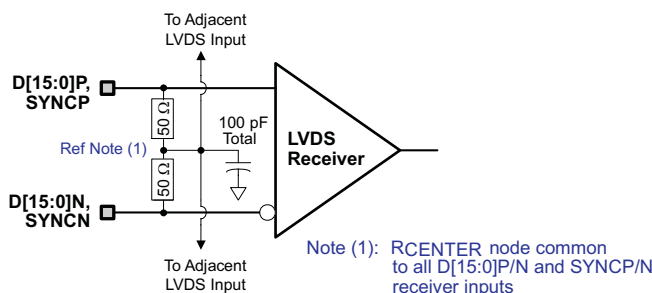 To Adjacent
LVDS Input
D[15:0]P,
SYNCP
50 Ω
100 pF
Total
LVDS
Receiver
Ref Note (1)
50 Ω
D[15:0]N,
SYNCN
To Adjacent
LVDS Input
Note (1): RCENTER node common
to all D[15:0]P/N and SYNCP/N
receiver inputs